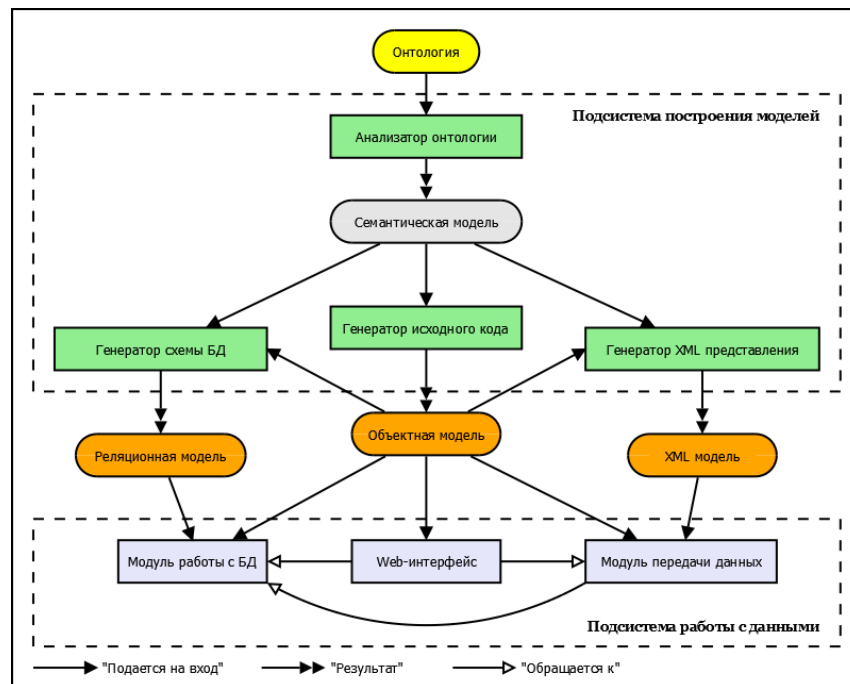 Онтология
Подсистема построения моделей
Анализатор онтологии
Семантическая модель
Генератор схемы БД
Генератор исходного кода
Генератор XML представления
Реляционная модель
Объектная модель
XML модель
Модуль работы с БД
Web-интерфейс
Модуль передачи данных
Подсистема работы с данными
"Подается на вход"
"Результат"
"Обращается к"